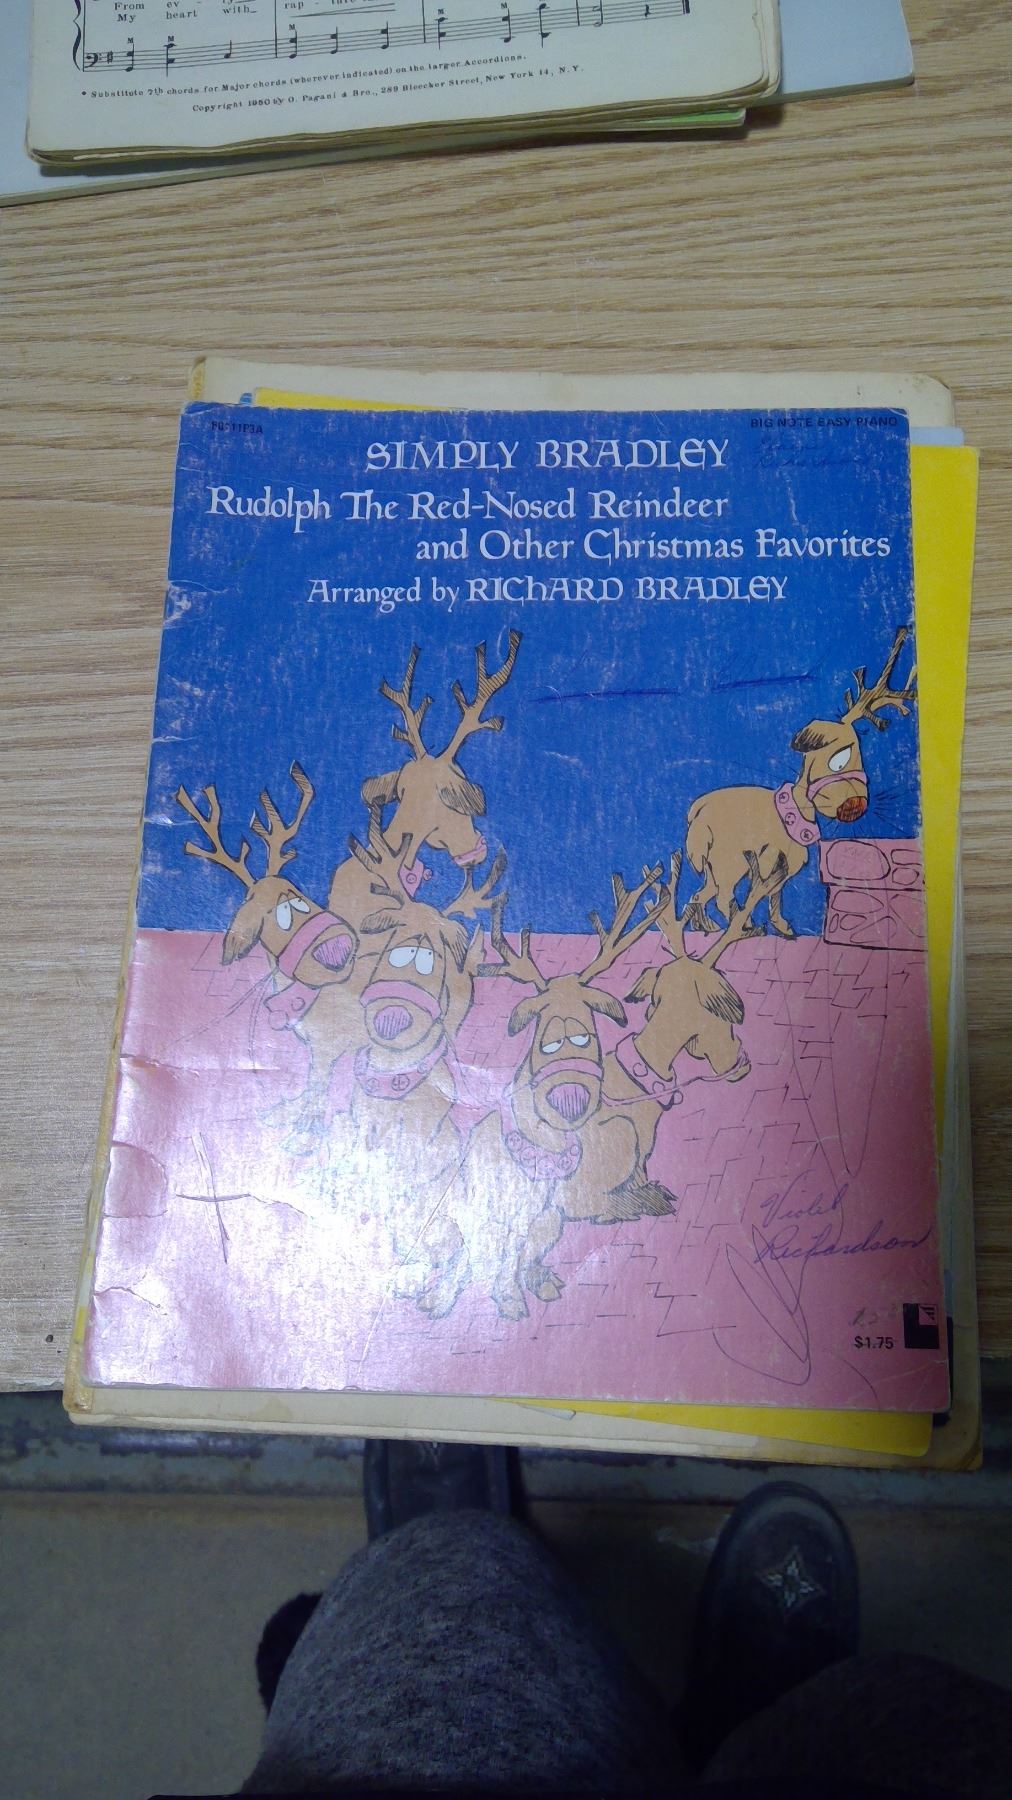 From ev - ry
My heart with
rap - ture
M M M M M M
* Substitute 7th chords for Major chords (wherever indicated) on the larger Accordions.
Copyright 1950 by O. Pagani & Bro., 289 Bleecker Street, New York 14, N.Y.
BIG NOTE EASY PIANO
SIMPLY BRADLEY
Rudolph The Red-Nosed Reindeer
and Other Christmas Favorites
Arranged by RICHARD BRADLEY
Violet
Richardson
$1.75